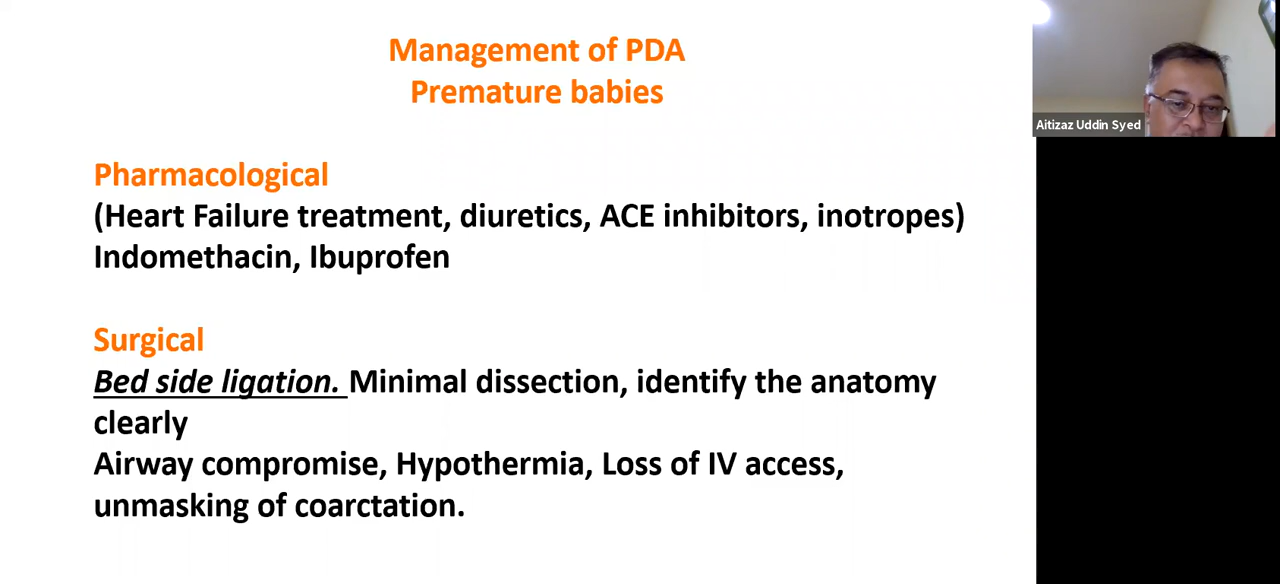 Management of PDA
Premature babies
Aitizaz Uddin Syed
Pharmacological
(Heart Failure treatment, diuretics, ACE inhibitors, inotropes)
Indomethacin, Ibuprofen
Surgical
Bed side ligation. Minimal dissection, identify the anatomy
clearly
Airway compromise, Hypothermia, Loss of IV access,
unmasking of coarctation.